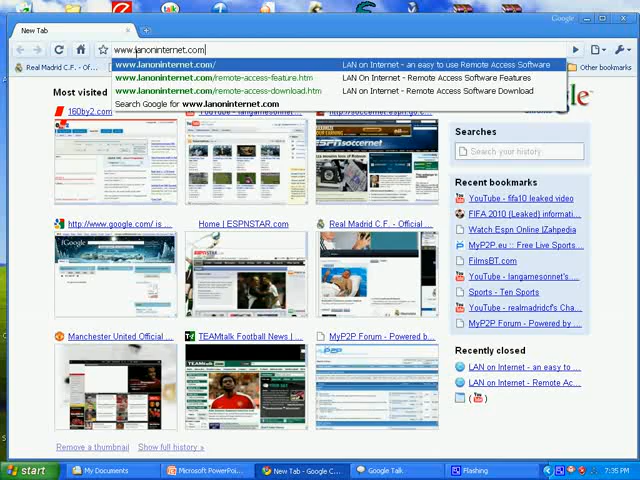 Google
New Tab
www.lanoninternet.com
www.lanoninternet.com/ LAN On Internet - an easy to use Remote Access Software
www.lanoninternet.com/remote-access-feature.htm LAN On Internet - Remote Access Software Features
www.lanoninternet.com/remote-access-download.htm LAN on Internet - Remote Access Software Download
Search Google for www.lanoninternet.com
Real Madrid C.F. - Of...
Other bookmarks
Most visited
160by2.com
Searches
Search your history
ESPNsoccernet
Recent bookmarks
YouTube - fifa10 leaked video
FIFA 2010 (Leaked) informati...
Watch Espn Online |Zahpedia
MyP2P.eu :: Free Live Sports...
FilmsBT.com
YouTube - langamesonnet's...
Sports - Ten Sports
YouTube - realmadridcf's Cha...
MyP2P Forum - Powered by ...
http://www.google.com/ is ...
Home | ESPNSTAR.com
Real Madrid C.F. - Official ...
iGoogle
Manchester United Official ...
TEAMtalk Football News | ...
MyP2P Forum - Powered b...
Recently closed
LAN on Internet - an easy to ...
LAN on Internet - Remote Ac...
Remove a thumbnail Show full history »
start
My Documents
Microsoft PowerPoi...
New Tab - Google C...
Google Talk
Flashing
7:35 PM